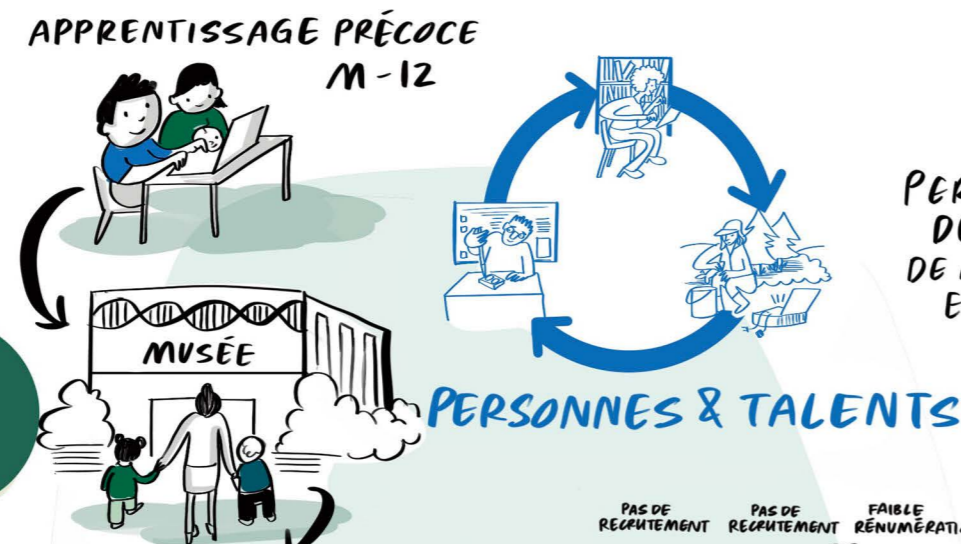 APPRENTISSAGE PRÉCOCE
M-12
MUSÉE
PERSONNES & TALENTS
PAS DE
RECRUTEMENT
PAS DE
RECRUTEMENT
FAIBLE